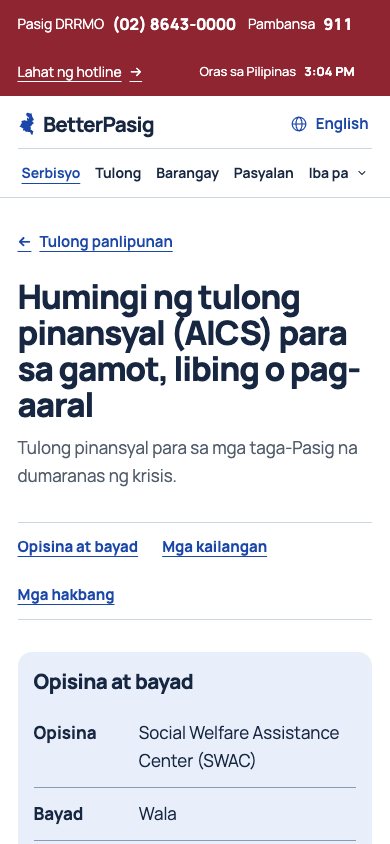 Pasig DRRMO (02) 8643-0000 Pambansa 911
Lahat ng hotline → Oras sa Pilipinas 3:04 PM
BetterPasig English
Serbisyo Tulong Barangay Pasyalan Iba pa
← Tulong panlipunan
Humingi ng tulong
pinansyal (AICS) para
sa gamot, libing o pag-
aaral
Tulong pinansyal para sa mga taga-Pasig na
dumaranas ng krisis.
Opisina at bayad Mga kailangan
Mga hakbang
Opisina at bayad
Opisina Social Welfare Assistance
Center (SWAC)
Bayad Wala